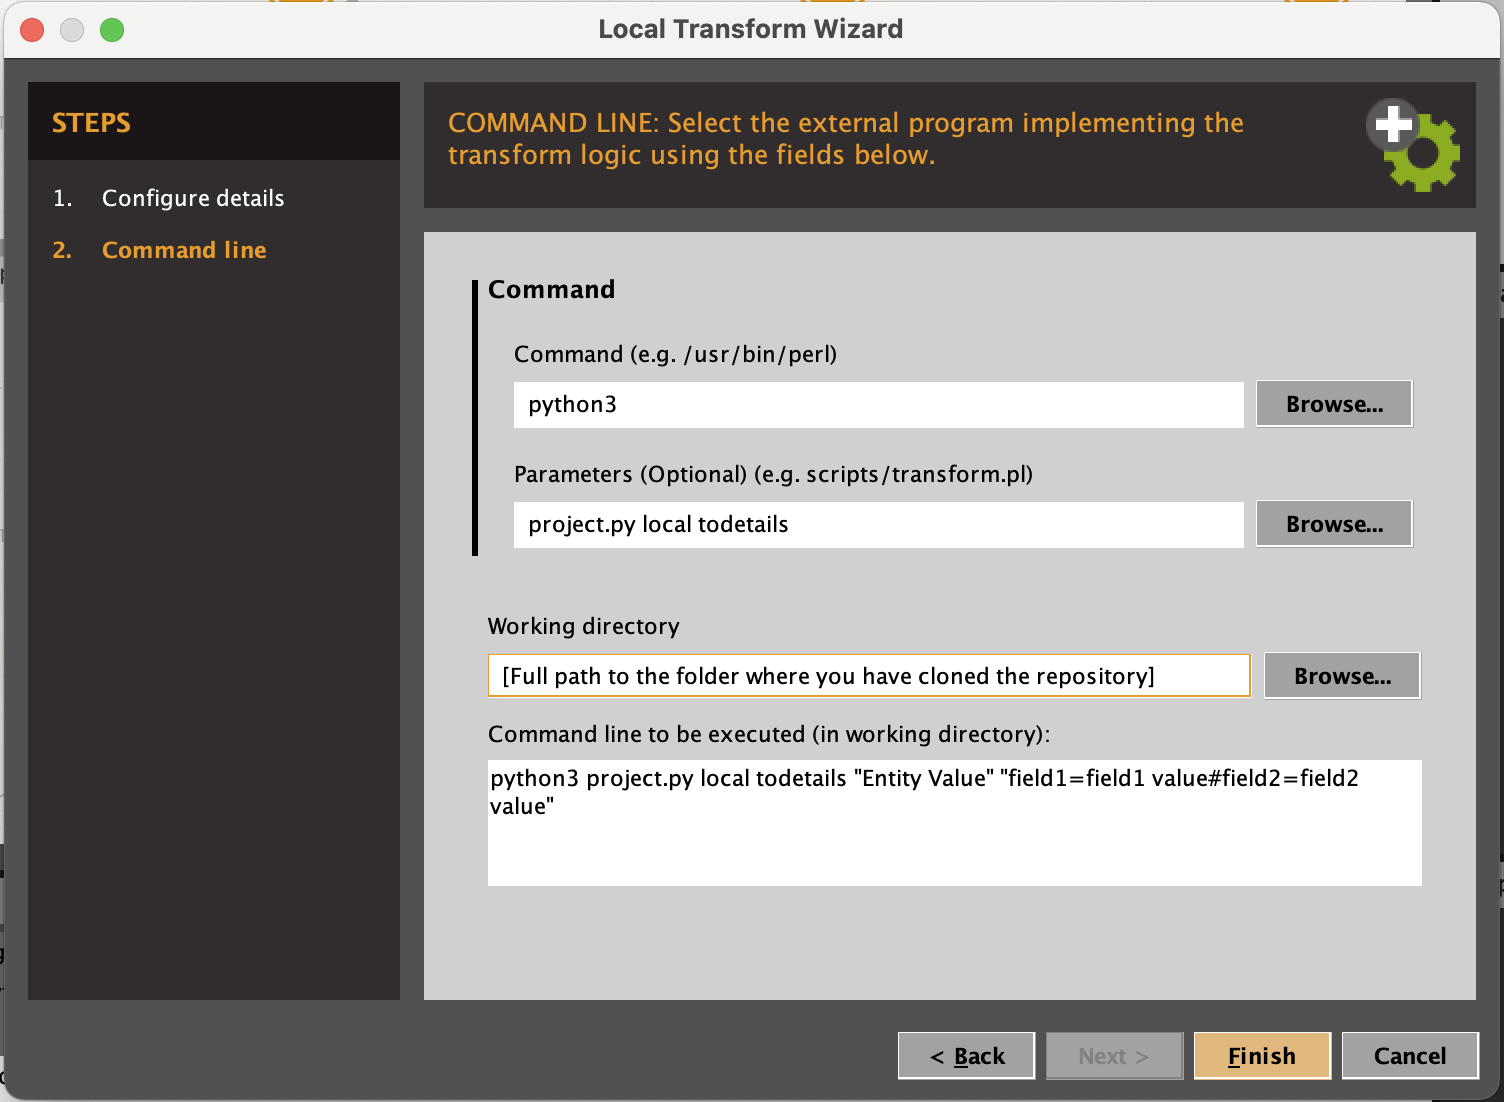 Local Transform Wizard
STEPS
1. Configure details
2. Command line
COMMAND LINE: Select the external program implementing the
transform logic using the fields below.
Command
Command (e.g. /usr/bin/perl)
python3
Browse...
Parameters (Optional) (e.g. scripts/transform.pl)
project.py local todetails
Browse...
Working directory
[Full path to the folder where you have cloned the repository]
Browse...
Command line to be executed (in working directory):
python3 project.py local todetails "Entity Value" "field1=field1 value#field2=field2
value"
< Back
Next >
Finish
Cancel